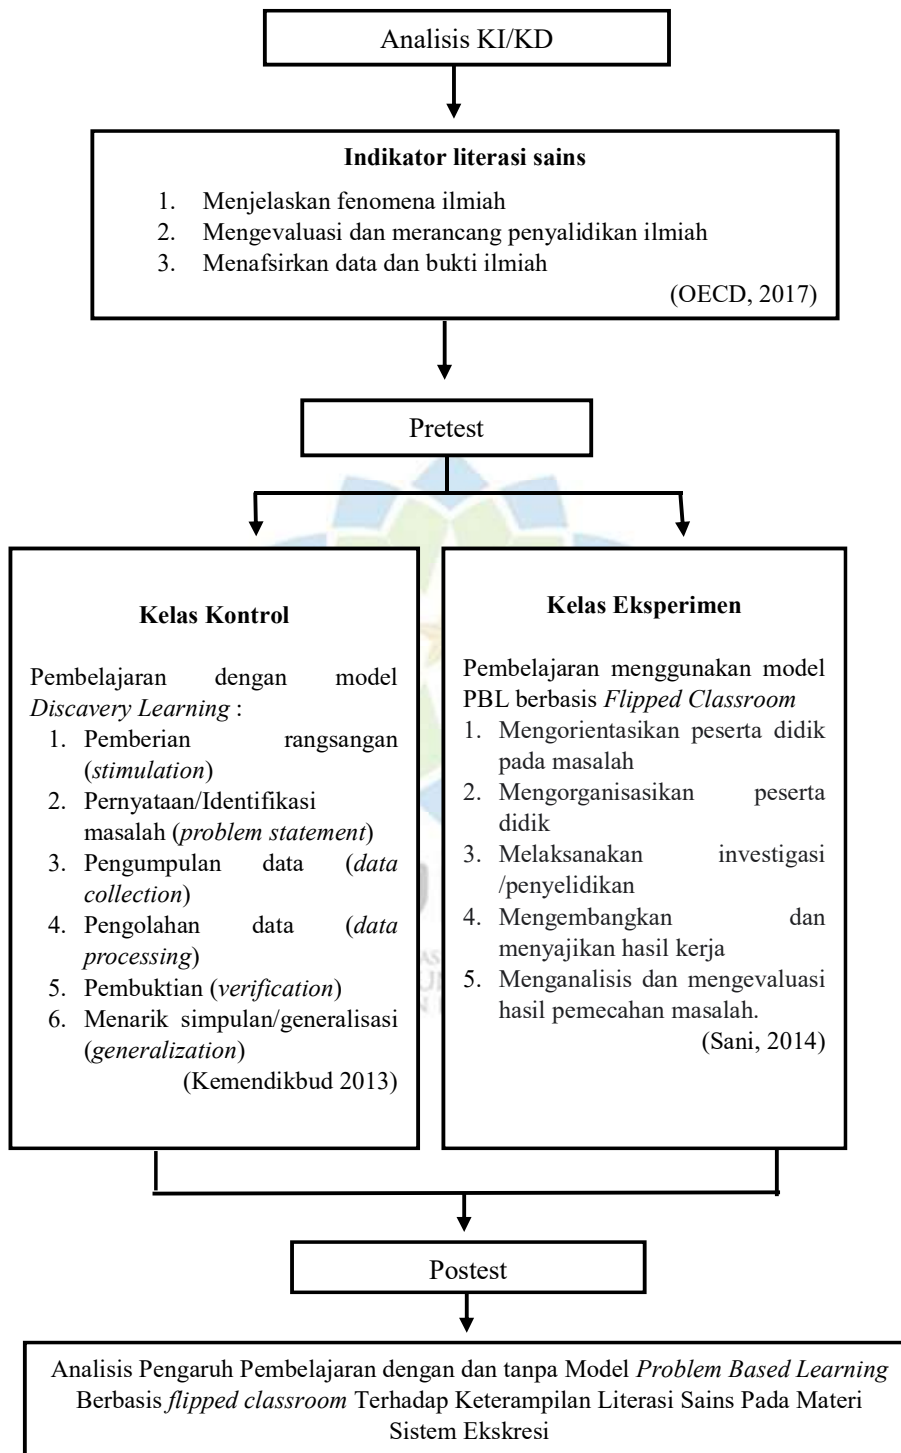 Analisis KI/KD
Indikator literasi sains
1. Menjelaskan fenomena ilmiah
2. Mengevaluasi dan merancang penyalidikan ilmiah
3. Menafsirkan data dan bukti ilmiah
(OECD, 2017)
Pretest
Kelas Kontrol
Pembelajaran dengan model
Discovery Learning :
1. Pemberian rangsangan
(stimulation)
2. Pernyataan/Identifikasi
masalah (problem statement)
3. Pengumpulan data (data
collection)
4. Pengolahan data (data
processing)
5. Pembuktian (verification)
6. Menarik simpulan/generalisasi
(generalization)
(Kemendikbud 2013)
Kelas Eksperimen
Pembelajaran menggunakan model
PBL berbasis Flipped Classroom
1. Mengorientasikan peserta didik
pada masalah
2. Mengorganisasikan peserta
didik
3. Melaksanakan investigasi
/penyelidikan
4. Mengembangkan dan
menyajikan hasil kerja
5. Menganalisis dan mengevaluasi
hasil pemecahan masalah.
(Sani, 2014)
Postest
Analisis Pengaruh Pembelajaran dengan dan tanpa Model Problem Based Learning
Berbasis flipped classroom Terhadap Keterampilan Literasi Sains Pada Materi
Sistem Ekskresi